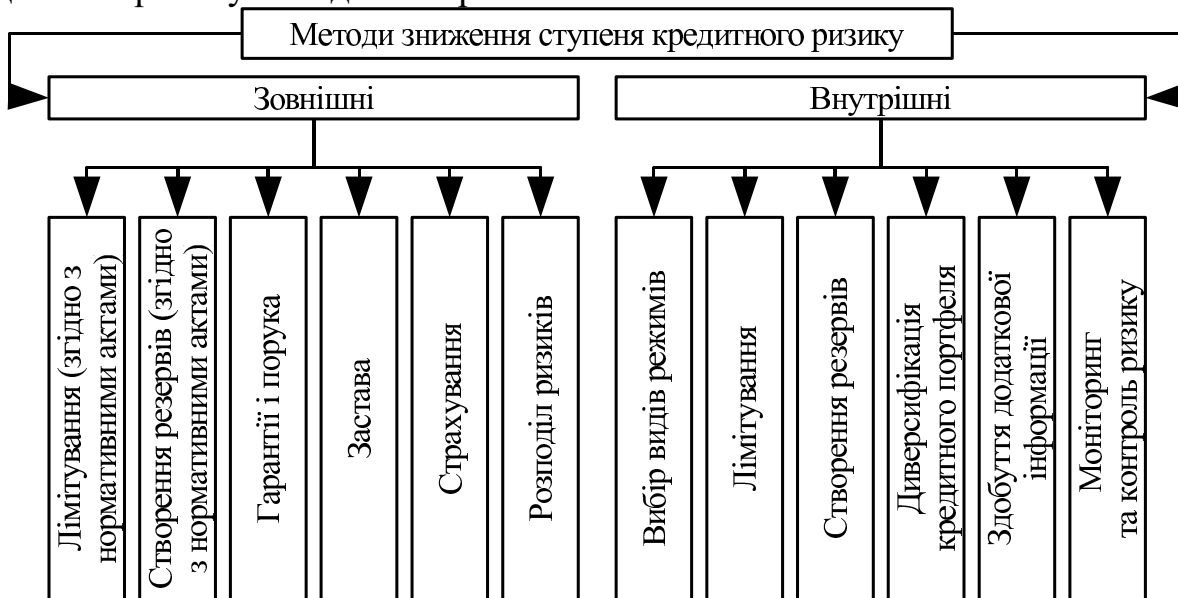 Методи зниження ступеня кредитного ризику
Зовнішні
Внутрішні
Лімітування (згідно з
нормативними актами)
Створення резервів (згідно
з нормативними актами)
Гарантії і порука
Застава
Страхування
Розподіл ризиків
Вибір видів режимів
Лімітування
Створення резервів
Диверсифікація
кредитного портфеля
Здобуття додаткової
інформації
Моніторинг
та контроль ризику